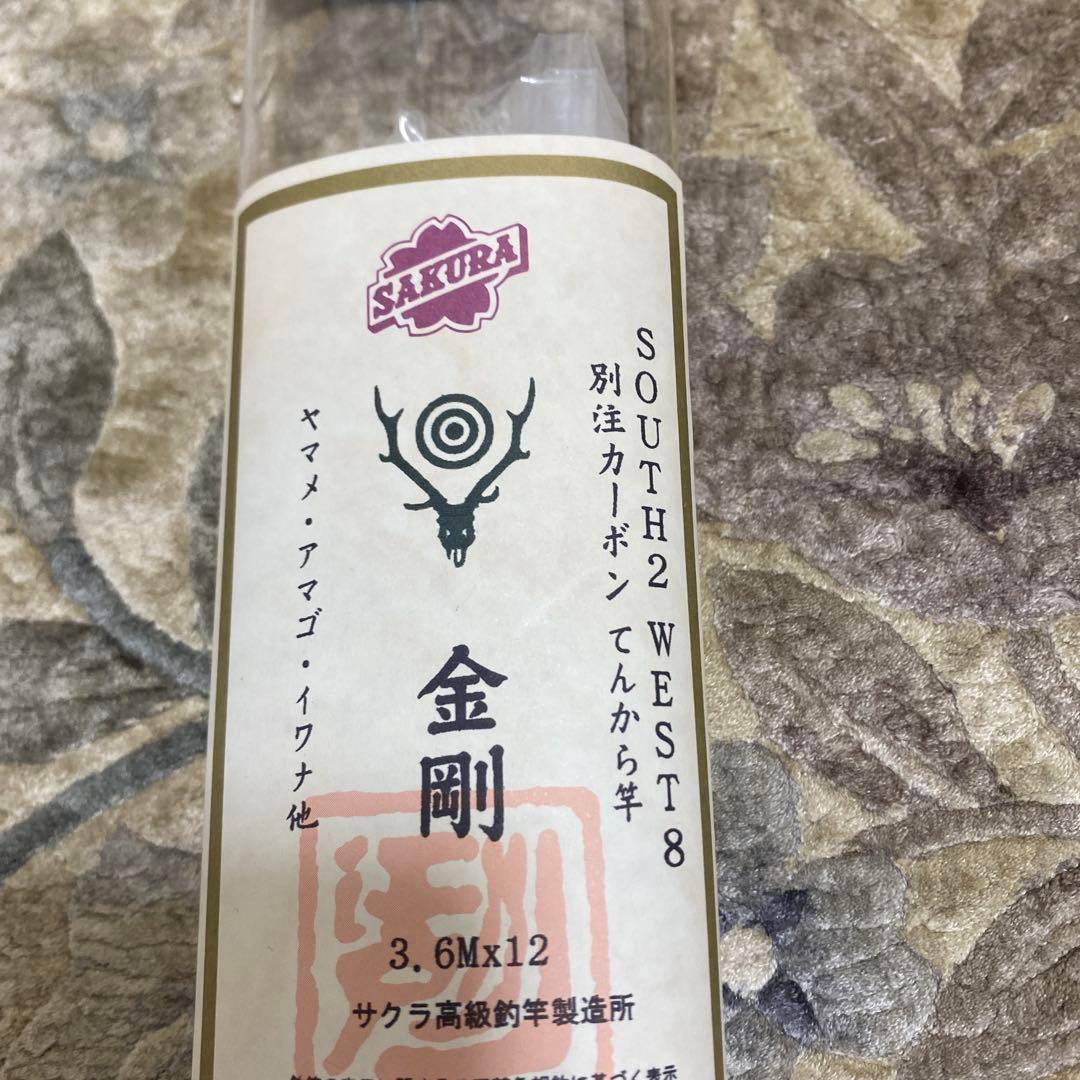 SAKURA
SOUTH2 WEST8
別注カーボン てんから竿
金剛
ヤマメ・アマゴ・イワナ他
3.6Mx12
サクラ高級釣竿製造所